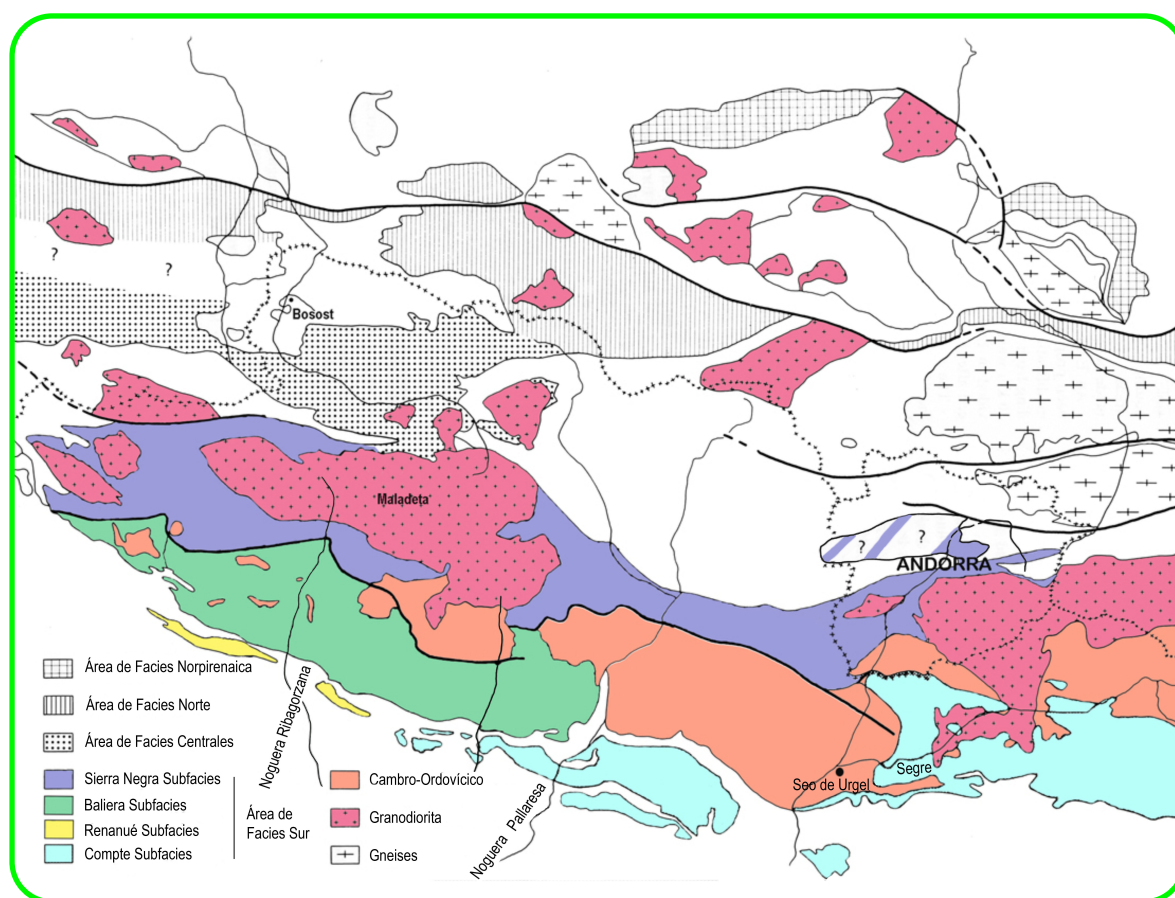 ?
?
Bosost
Maladeta
?
?
ANDORRA
Noguera Ribagorzana
Noguera Pallaresa
Segre
Seo de Urgel
Área de Facies Norpirenaica
Área de Facies Norte
Área de Facies Centrales
Sierra Negra Subfacies
Baliera Subfacies
Renanué Subfacies
Compte Subfacies
Área de
Facies Sur
Cambro-Ordovícico
Granodiorita
Gneises